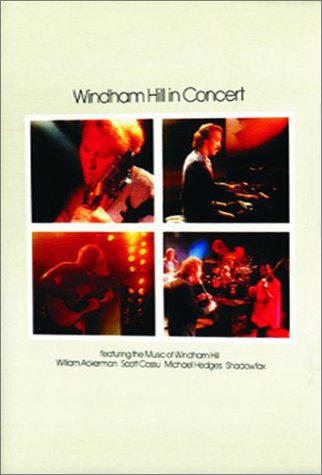 Windham Hill in Concert
featuring the Music of Windham Hill
William Ackerman Scott Cossu Michael Hedges Shadowfax